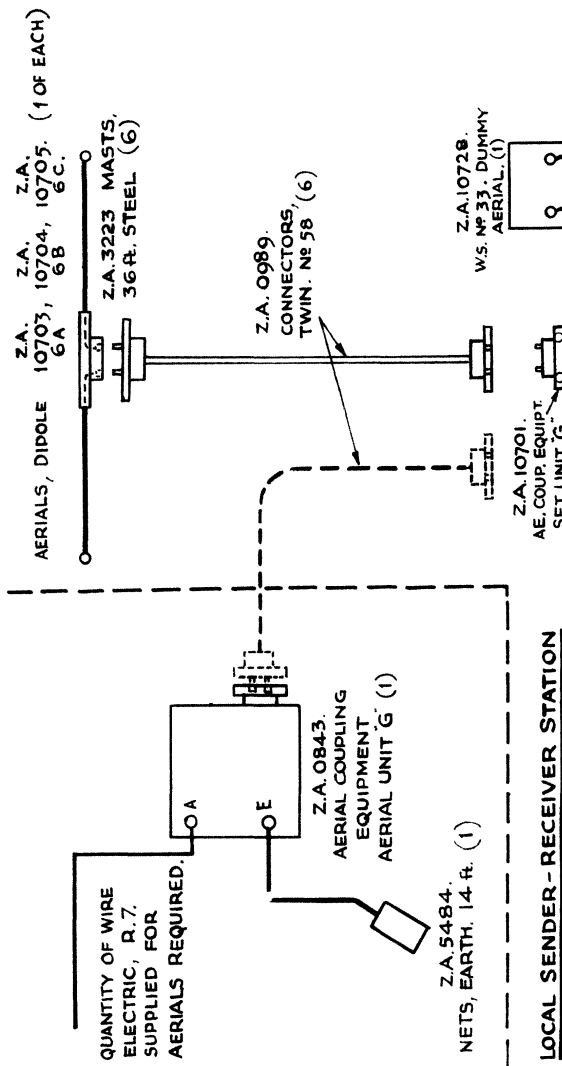 AERIALS, DIPOLE
Z.A. Z.A. Z.A.
10703, 10704, 10705. (1 OF EACH)
6A 6B 6C.
Z.A. 3223 MASTS,
36 ft. STEEL (6)
Z.A. 0989.
CONNECTORS,
TWIN. Nº 58 (6)
Z.A. 10728.
W.S. Nº 33. DUMMY
AERIAL. (1)
Z.A. 10701.
AE. COUP. EQUIPT.
SET UNIT "G"
QUANTITY OF WIRE
ELECTRIC, R.7.
SUPPLIED FOR
AERIALS REQUIRED.
A
E
Z.A. 0843.
AERIAL COUPLING
EQUIPMENT
AERIAL UNIT "G" (1)
Z.A. 5484.
NETS, EARTH. 14 ft. (1)
LOCAL SENDER-RECEIVER STATION